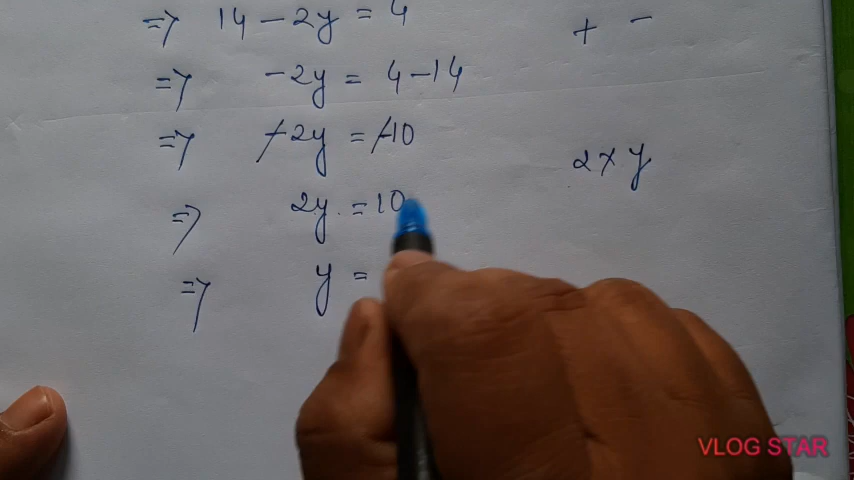 => 14 - 2y = 4
+ -
=> -2y = 4-14
=> -2y = -10
2 x y
=> 2y = 10
=> y =
VLOG STAR